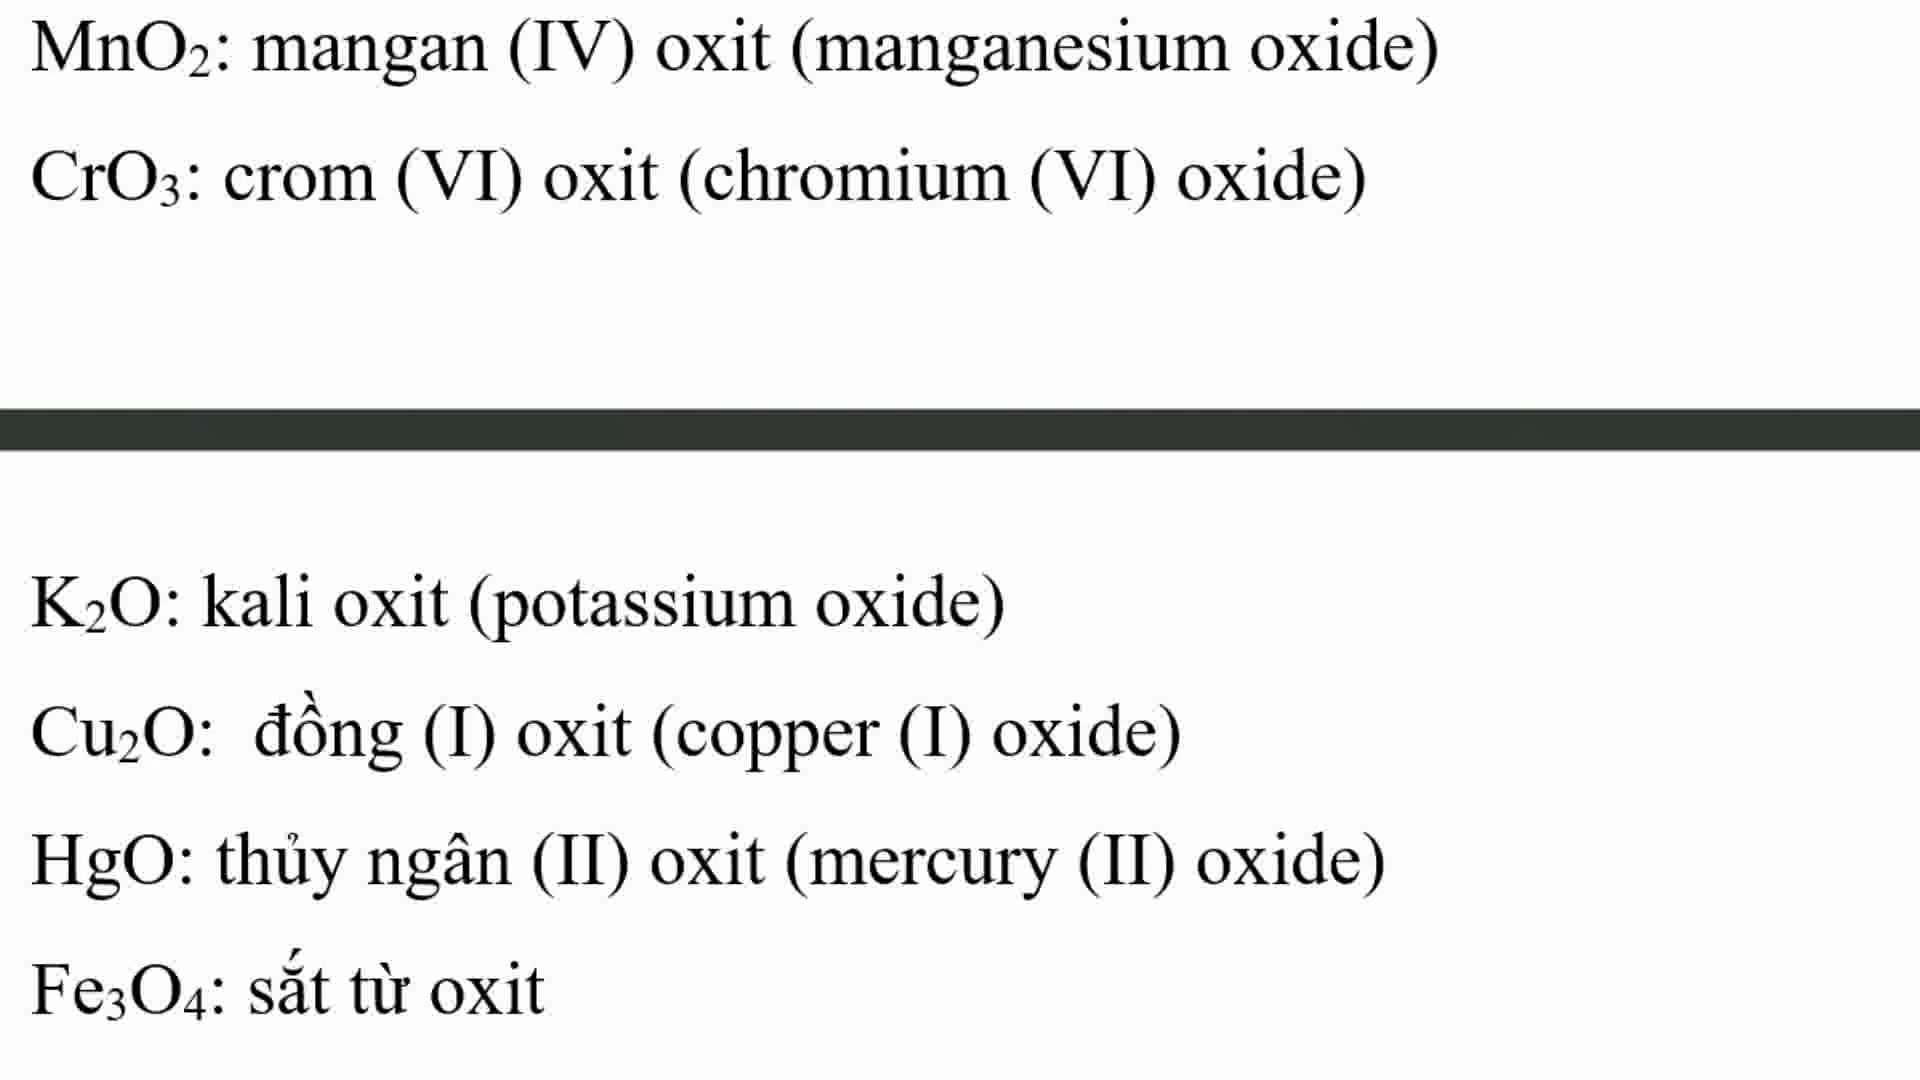 MnO₂: mangan (IV) oxit (manganesium oxide)
CrO₃: crom (VI) oxit (chromium (VI) oxide)
K₂O: kali oxit (potassium oxide)
Cu₂O: đồng (I) oxit (copper (I) oxide)
HgO: thủy ngân (II) oxit (mercury (II) oxide)
Fe₃O₄: sắt từ oxit